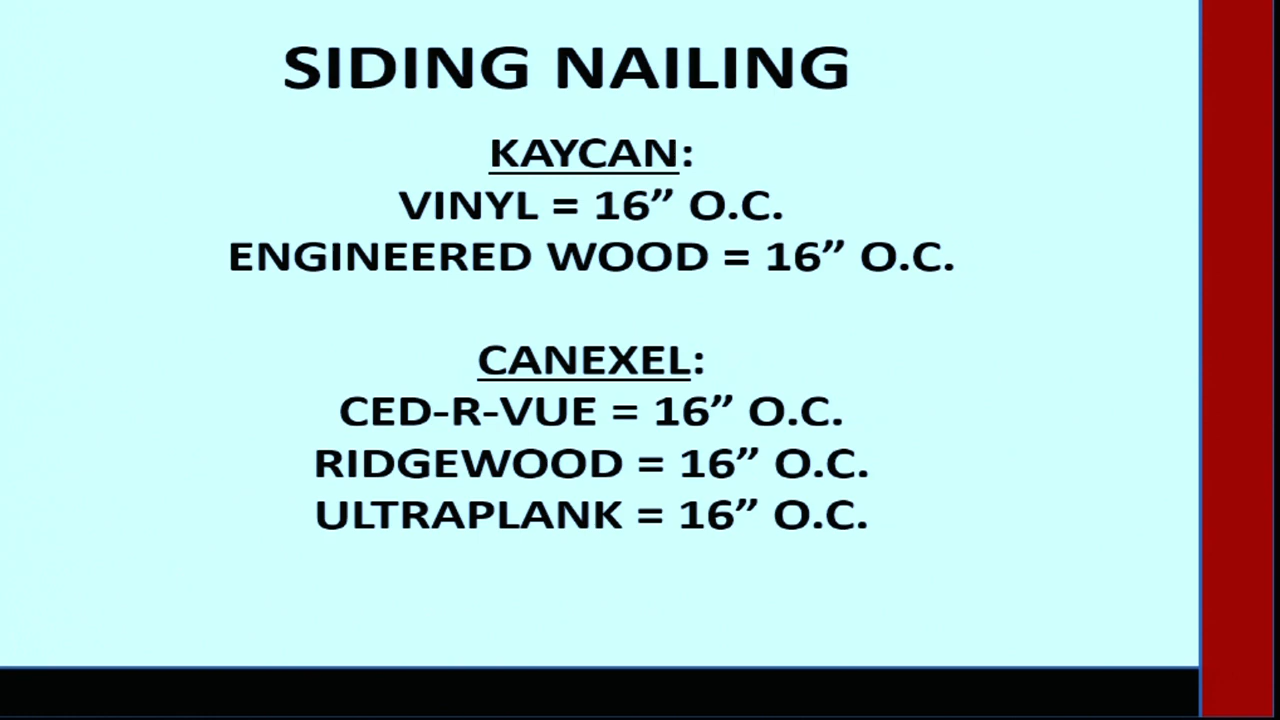 SIDING NAILING
KAYCAN:
VINYL = 16” O.C.
ENGINEERED WOOD = 16” O.C.
CANEXEL:
CED-R-VUE = 16” O.C.
RIDGEWOOD = 16” O.C.
ULTRAPLANK = 16” O.C.